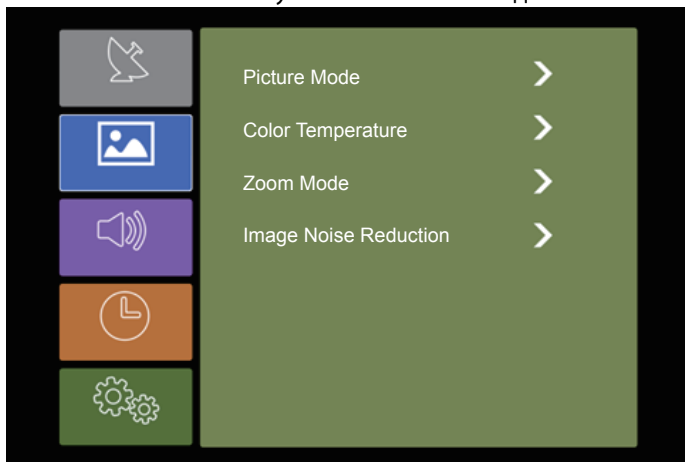 Picture Mode
Color Temperature
Zoom Mode
Image Noise Reduction